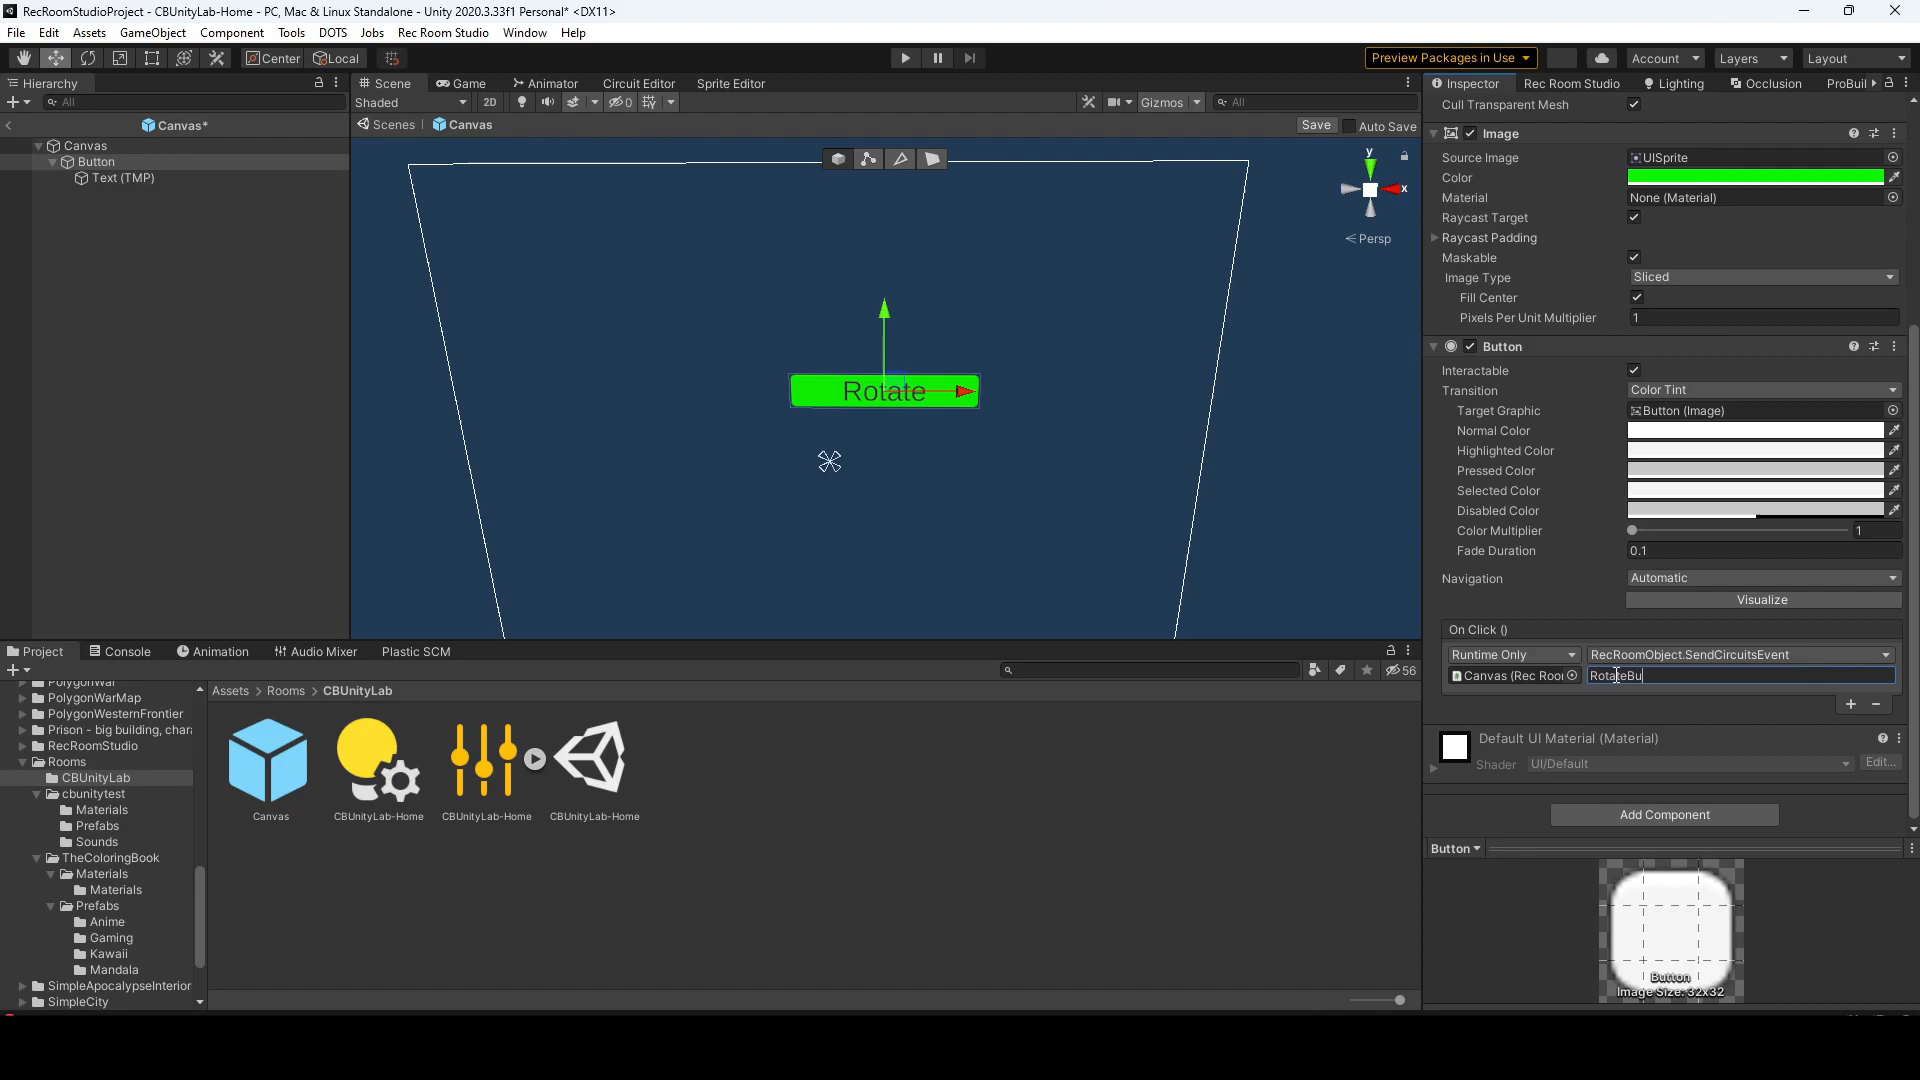 RecRoomStudioProject - CBUnityLab-Home - PC, Mac & Linux Standalone - Unity 2020.3.33f1 Personal* <DX11>
File Edit Assets GameObject Component Tools DOTS Jobs Rec Room Studio Window Help
Center Local Preview Packages in Use Account Layers Layout
Hierarchy Scene Game Animator Circuit Editor Sprite Editor Inspector Rec Room Studio Lighting Occlusion ProBuil
All Shaded 2D 0 Gizmos All Cull Transparent Mesh
Canvas* Scenes Canvas Save Auto Save
Canvas
Button
Text (TMP)
y
x
Persp
Rotate
Image
Source Image UISprite
Color
Material None (Material)
Raycast Target
Raycast Padding
Maskable
Image Type Sliced
Fill Center
Pixels Per Unit Multiplier 1
Button
Interactable
Transition Color Tint
Target Graphic Button (Image)
Normal Color
Highlighted Color
Pressed Color
Selected Color
Disabled Color
Color Multiplier 1
Fade Duration 0.1
Navigation Automatic
Visualize
On Click ()
Runtime Only RecRoomObject.SendCircuitsEvent
Canvas (Rec Roo RotateBu
Default UI Material (Material)
Shader UI/Default Edit...
Add Component
Button
Button
Image Size: 32x32
Project Console Animation Audio Mixer Plastic SCM
56
Assets > Rooms > CBUnityLab
PolygonWar
PolygonWarMap
PolygonWesternFrontier
Prison - big building, chara
RecRoomStudio
Rooms
CBUnityLab
cbunitytest
Materials
Prefabs
Sounds
TheColoringBook
Materials
Materials
Prefabs
Anime
Gaming
Kawaii
Mandala
SimpleApocalypseInterior
SimpleCity
Canvas CBUnityLab-Home CBUnityLab-Home CBUnityLab-Home